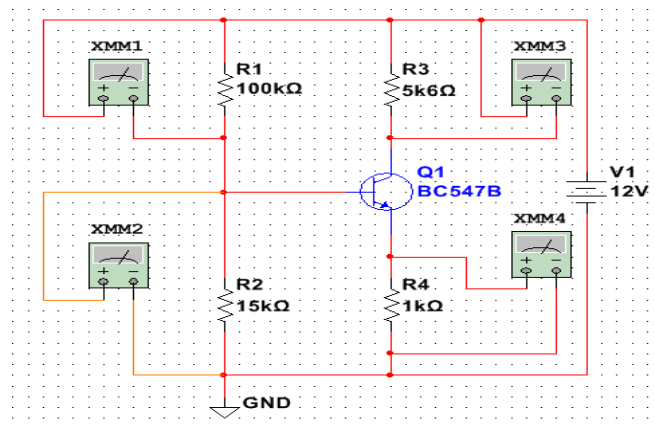 XMM1
XMM3
R1
100kΩ
R3
5k6Ω
Q1
BC547B
V1
12V
XMM2
XMM4
R2
15kΩ
R4
1kΩ
GND